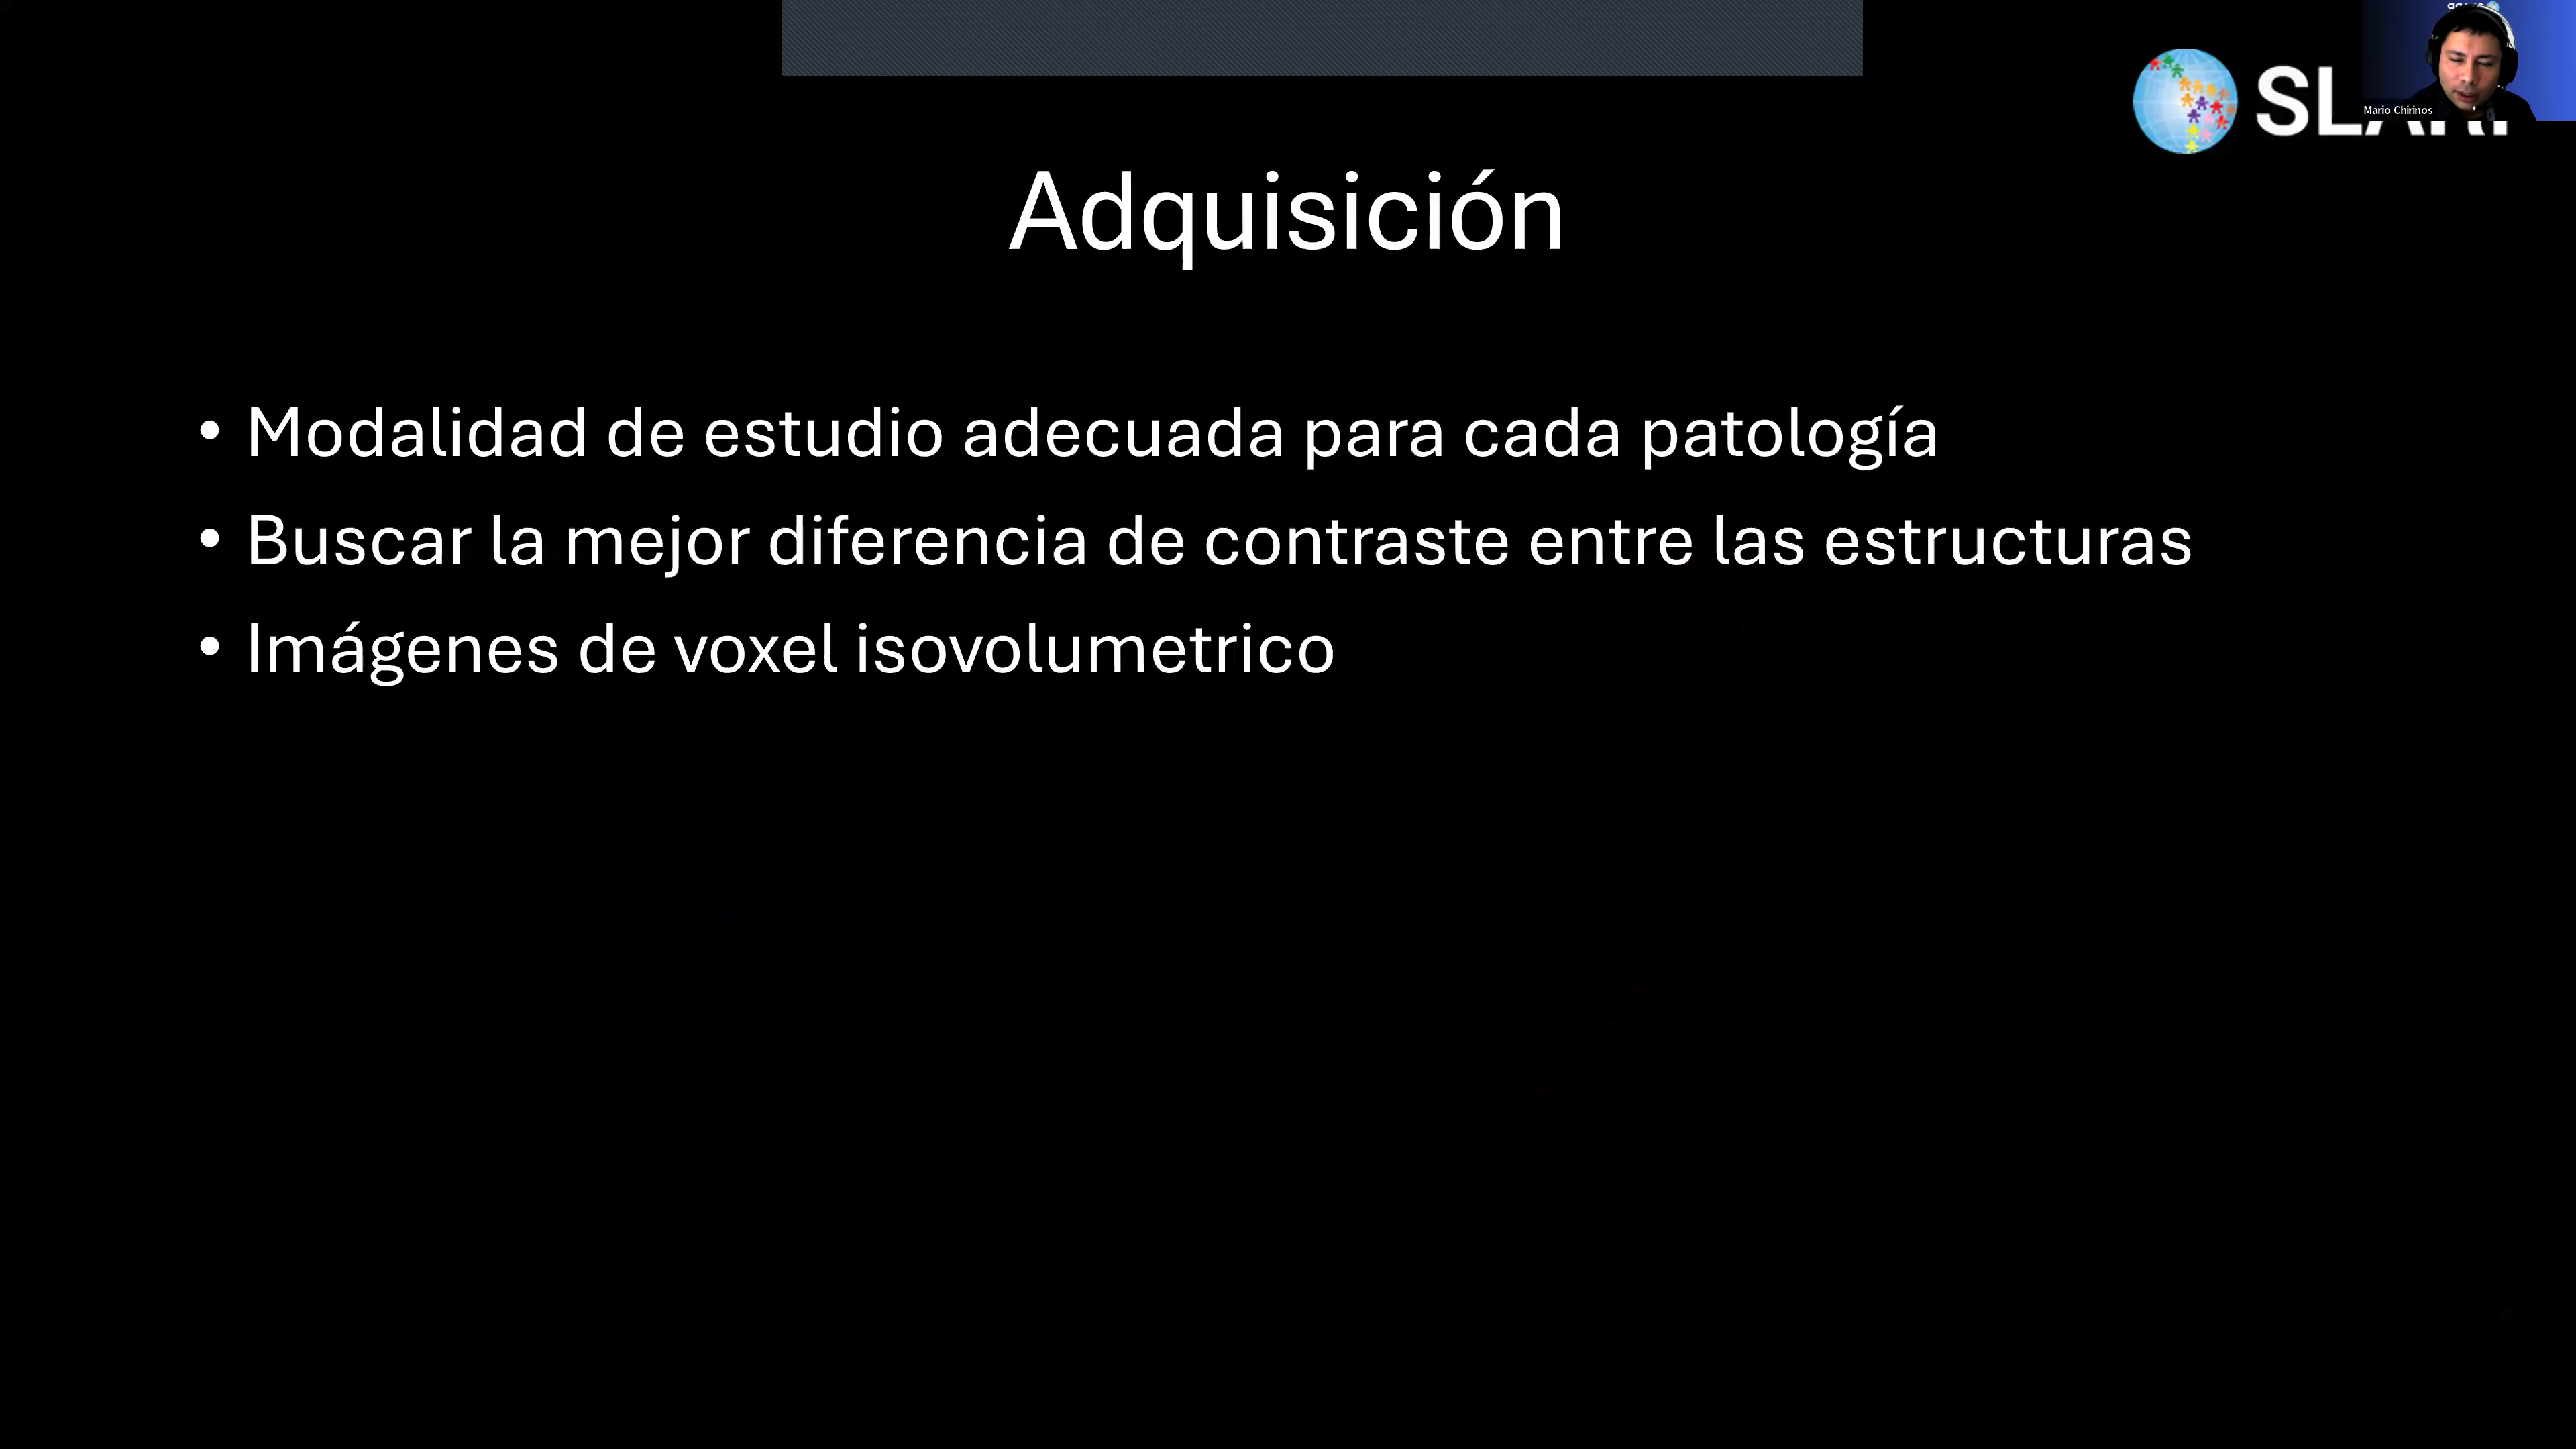 Mario Chirinos
Adquisición
• Modalidad de estudio adecuada para cada patología
• Buscar la mejor diferencia de contraste entre las estructuras
• Imágenes de voxel isovolumetrico